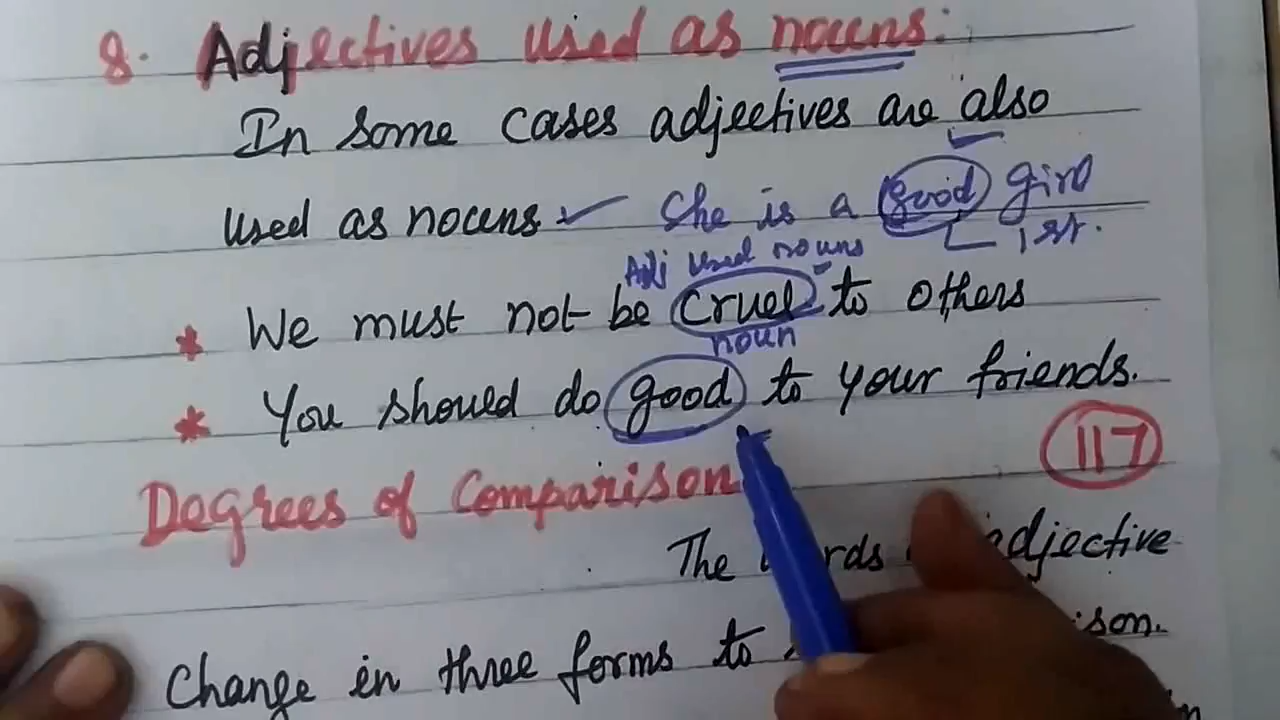 8. Adjectives used as nouns:
In some cases adjectives are also
used as nouns. She is a good girl
Adj used nouns
We must not be cruel to others
noun
* You should do good to your friends.
117
Degrees of Comparison
The adjective
Change in three forms to